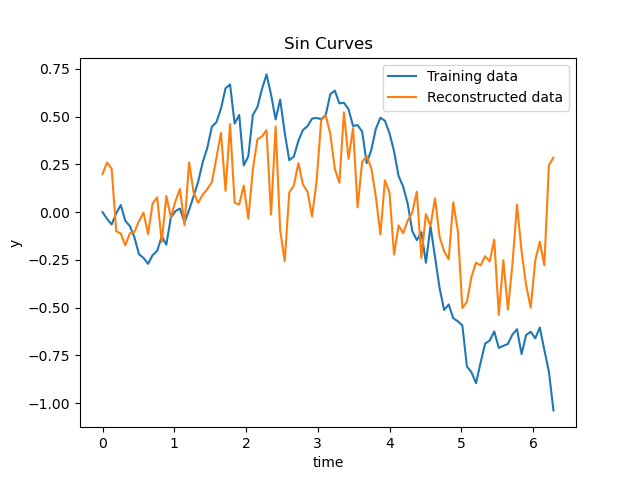 Sin Curves
Training data
Reconstructed data
0.75
0.50
0.25
0.00
−0.25
−0.50
−0.75
−1.00
y
0 1 2 3 4 5 6
time